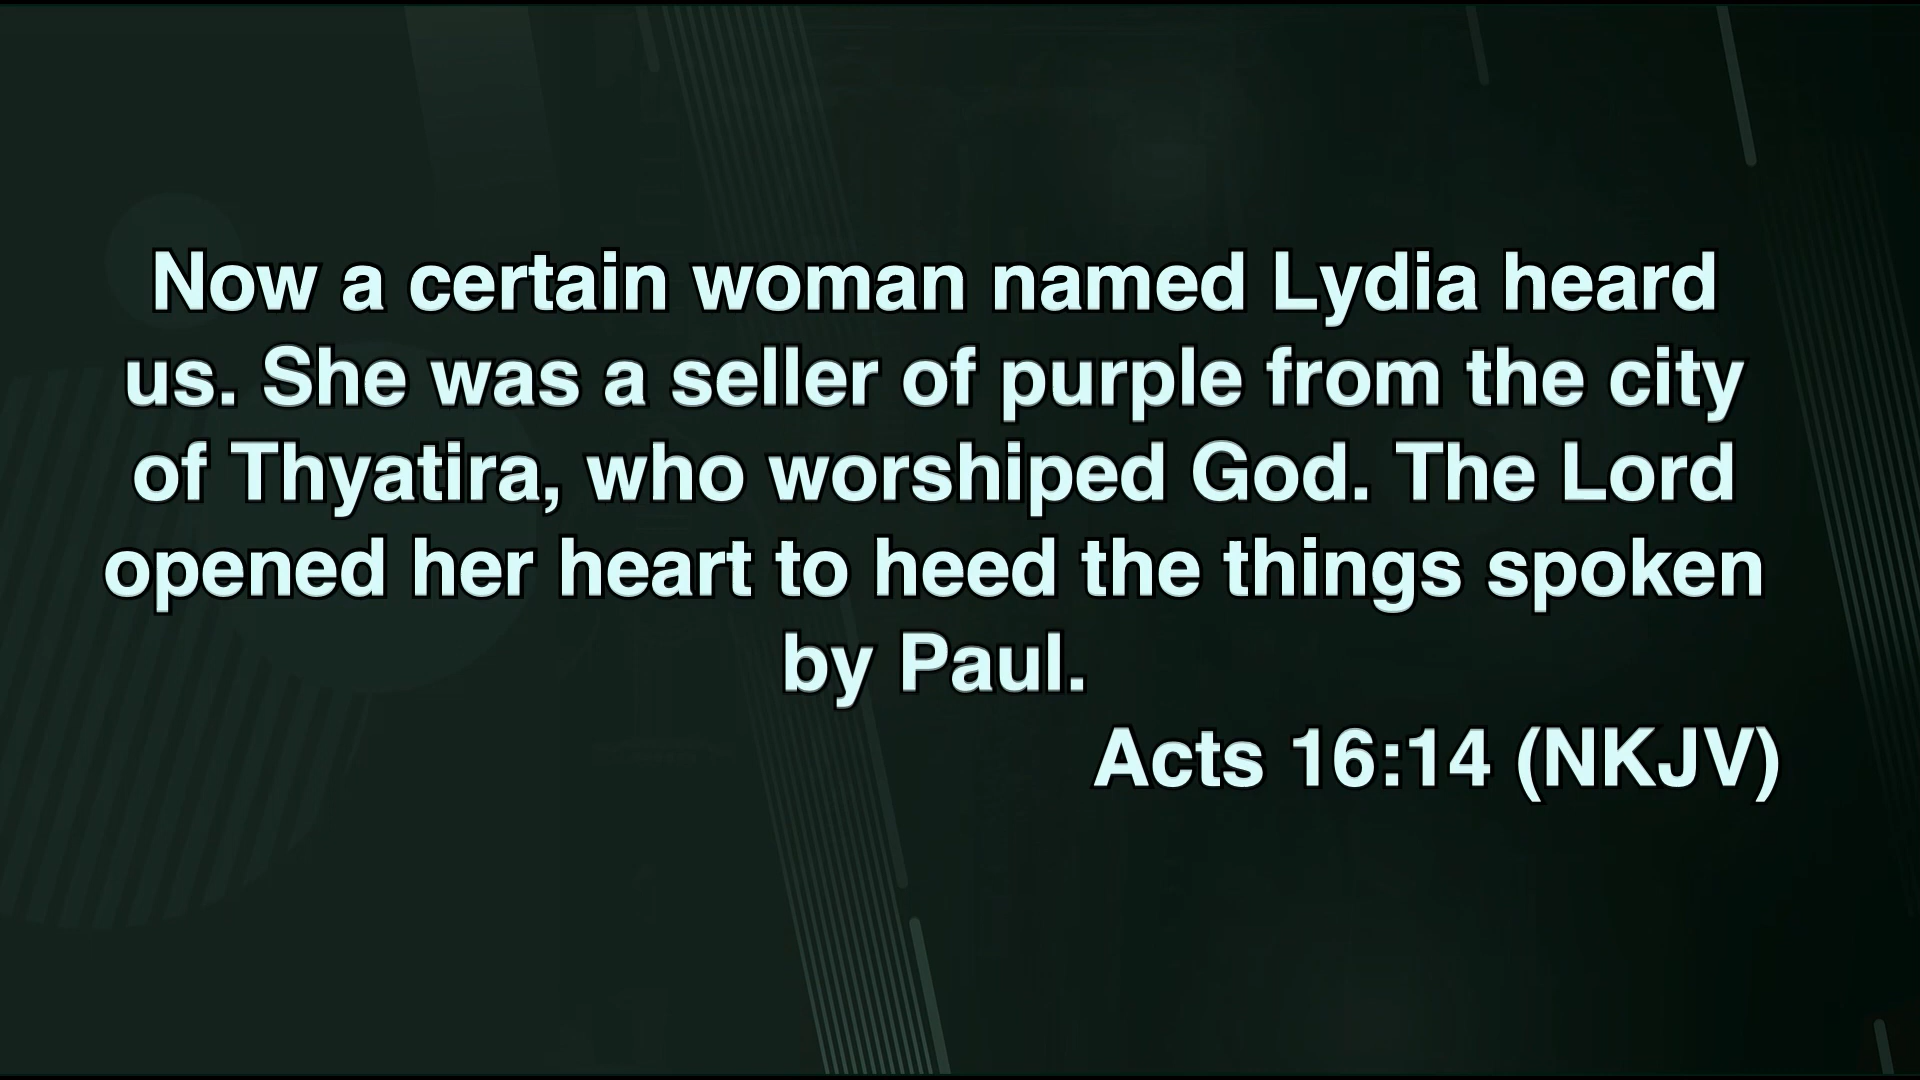 Now a certain woman named Lydia heard
us. She was a seller of purple from the city
of Thyatira, who worshiped God. The Lord
opened her heart to heed the things spoken
by Paul.
Acts 16:14 (NKJV)